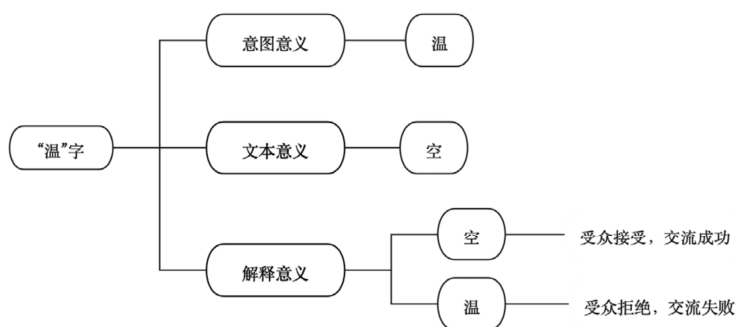 意图意义
温
“温”字
文本意义
空
解释意义
空
受众接受，交流成功
温
受众拒绝，交流失败